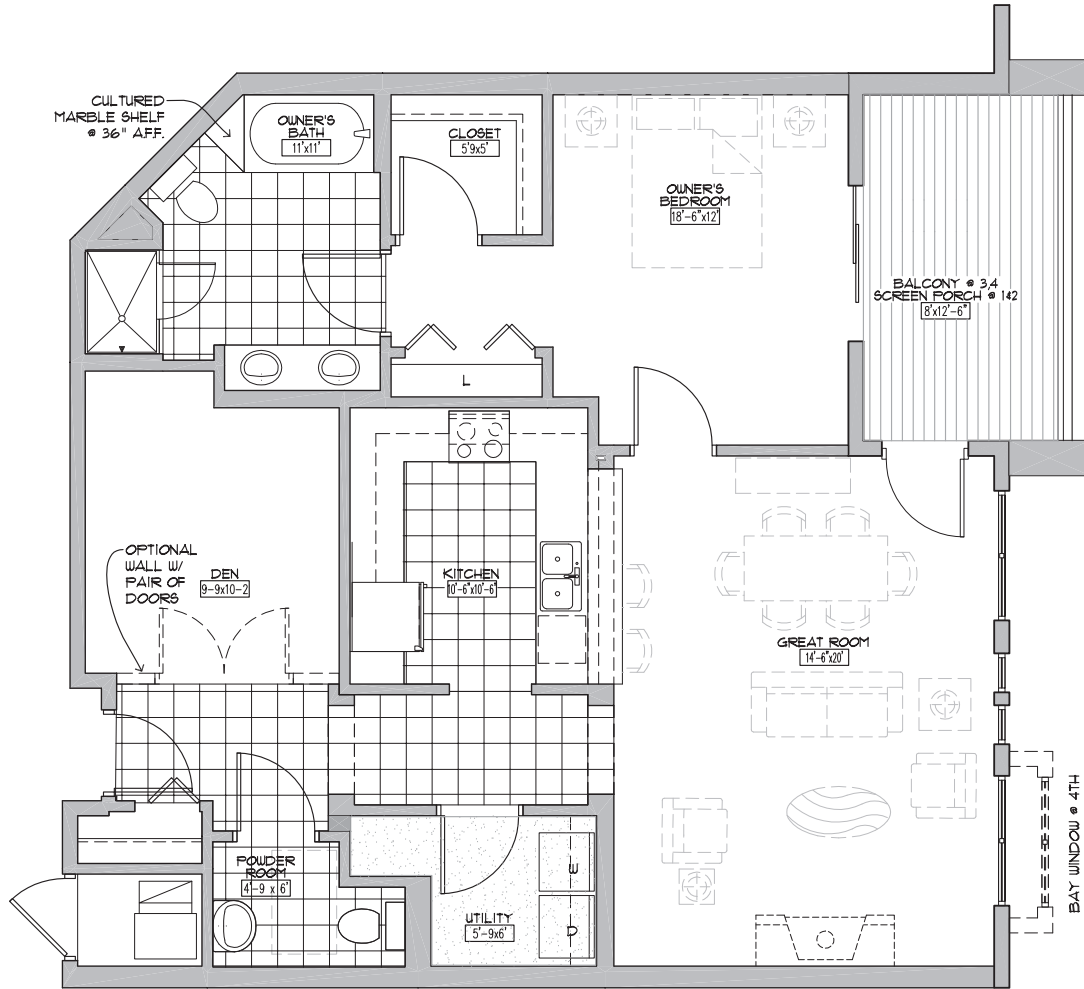 CULTURED
MARBLE SHELF
@ 36" A.F.F.
OWNER'S
BATH
11'x11'
CLOSET
5'9x5'
OWNER'S
BEDROOM
18'-6"x12'
BALCONY @ 3,4
SCREEN PORCH @ 1&2
8'x12'-6"
L
OPTIONAL
WALL W/
PAIR OF
DOORS
DEN
9-9x10-2
KITCHEN
10'-6"x10'-6"
GREAT ROOM
14'-6"x20'
BAY WINDOW @ 4TH
POWDER
ROOM
4'-9 x 6'
UTILITY
5'-9x6'
W
D